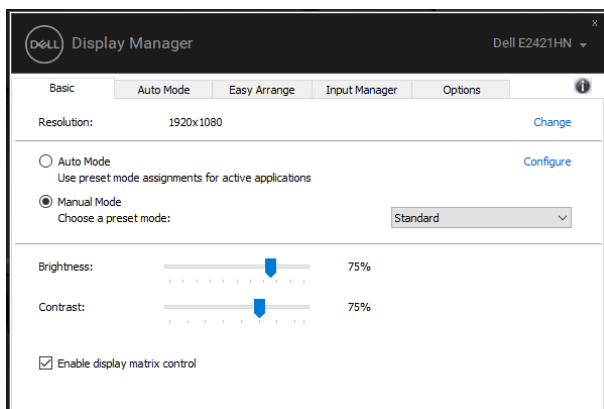 x
DELL Display Manager Dell E2421HN
Basic Auto Mode Easy Arrange Input Manager Options i
Resolution: 1920x1080 Change
Auto Mode Configure
Use preset mode assignments for active applications
Manual Mode
Choose a preset mode: Standard
Brightness: 75%
Contrast: 75%
Enable display matrix control